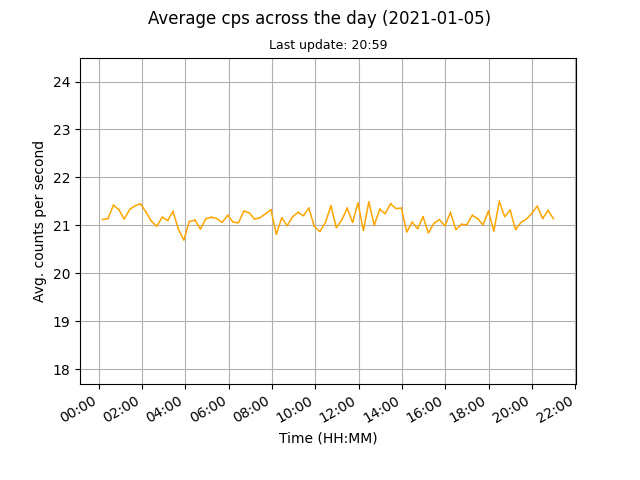 Average cps across the day (2021-01-05)
Last update: 20:59
24
23
22
21
20
19
18
Avg. counts per second
00:00 02:00 04:00 06:00 08:00 10:00 12:00 14:00 16:00 18:00 20:00 22:00
Time (HH:MM)